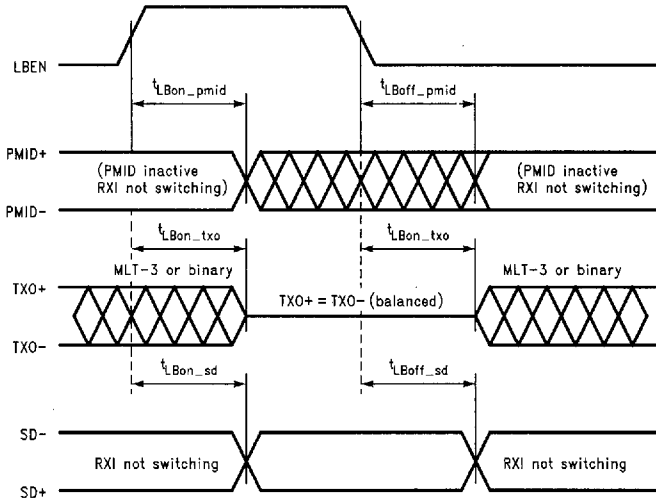 LBEN
tLBon_pmid
tLBoff_pmid
PMID+
(PMID inactive
RXI not switching)
(PMID inactive
RXI not switching)
PMID-
tLBon_txo
tLBon_txo
MLT-3 or binary
MLT-3 or binary
TXO+
TXO+ = TXO- (balanced)
TXO-
tLBon_sd
tLBoff_sd
SD-
RXI not switching
RXI not switching
SD+